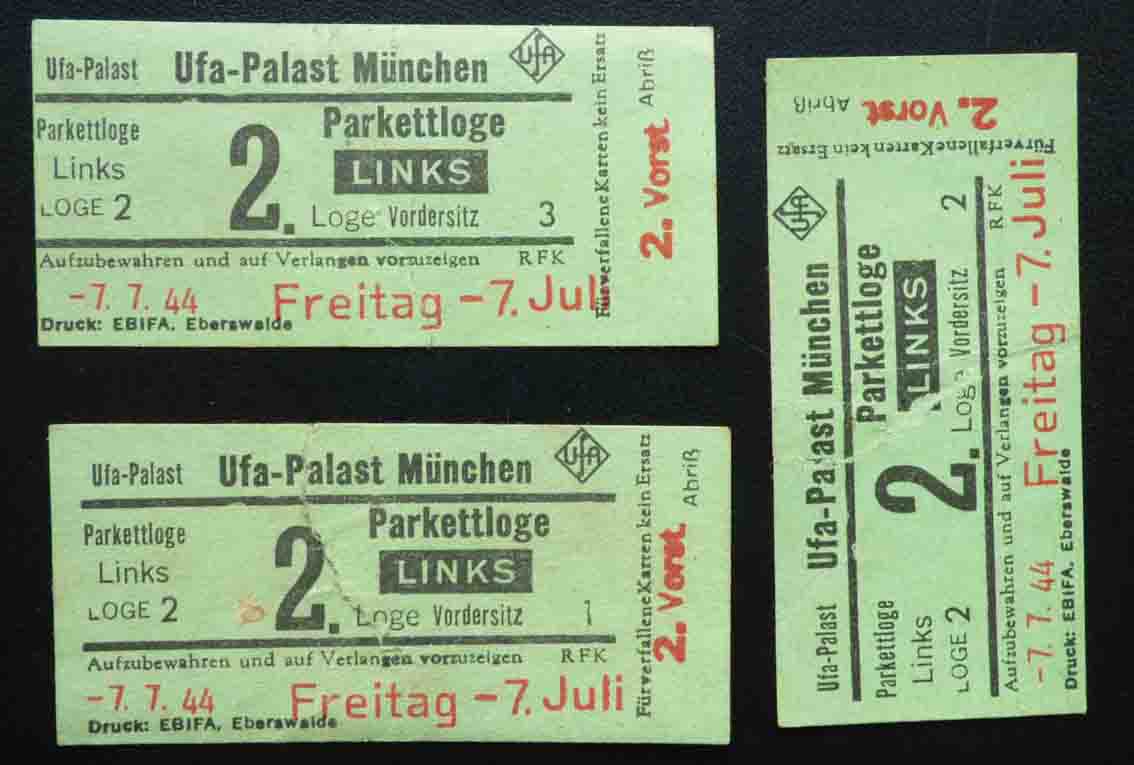 Ufa-Palast Ufa-Palast München UfA
Parkettloge 2. Parkettloge
Links LINKS
LOGE 2 Loge Vordersitz 3
Aufzubewahren und auf Verlangen vorzuzeigen RFK
-7. 7. 44 Freitag -7. Juli
Druck: EBIFA, Eberswalde
Für verfallene Karten kein Ersatz
2. Vorst Abriß
Ufa-Palast Ufa-Palast München UfA
Parkettloge 2. Parkettloge
Links LINKS
LOGE 2 Loge Vordersitz 1
Aufzubewahren und auf Verlangen vorzuzeigen RFK
-7. 7. 44 Freitag -7. Juli
Druck: EBIFA, Eberswalde
Für verfallene Karten kein Ersatz
2. Vorst Abriß
Ufa-Palast Ufa-Palast München UfA
Parkettloge 2. Parkettloge
Links LINKS
LOGE 2 Loge Vordersitz 2
Aufzubewahren und auf Verlangen vorzuzeigen RFK
-7. 7. 44 Freitag -7. Juli
Druck: EBIFA, Eberswalde
Für verfallene Karten kein Ersatz
2. Vorst Abriß